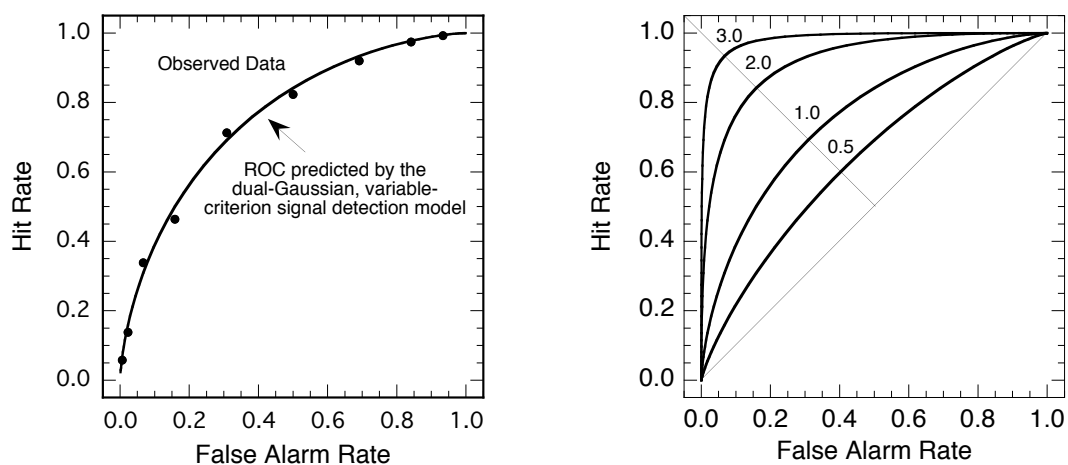 1.0
0.8
0.6
0.4
0.2
0.0
Hit Rate
Observed Data
ROC predicted by the
dual-Gaussian, variable-
criterion signal detection model
0.0 0.2 0.4 0.6 0.8 1.0
False Alarm Rate
1.0
0.8
0.6
0.4
0.2
0.0
Hit Rate
3.0
2.0
1.0
0.5
0.0 0.2 0.4 0.6 0.8 1.0
False Alarm Rate